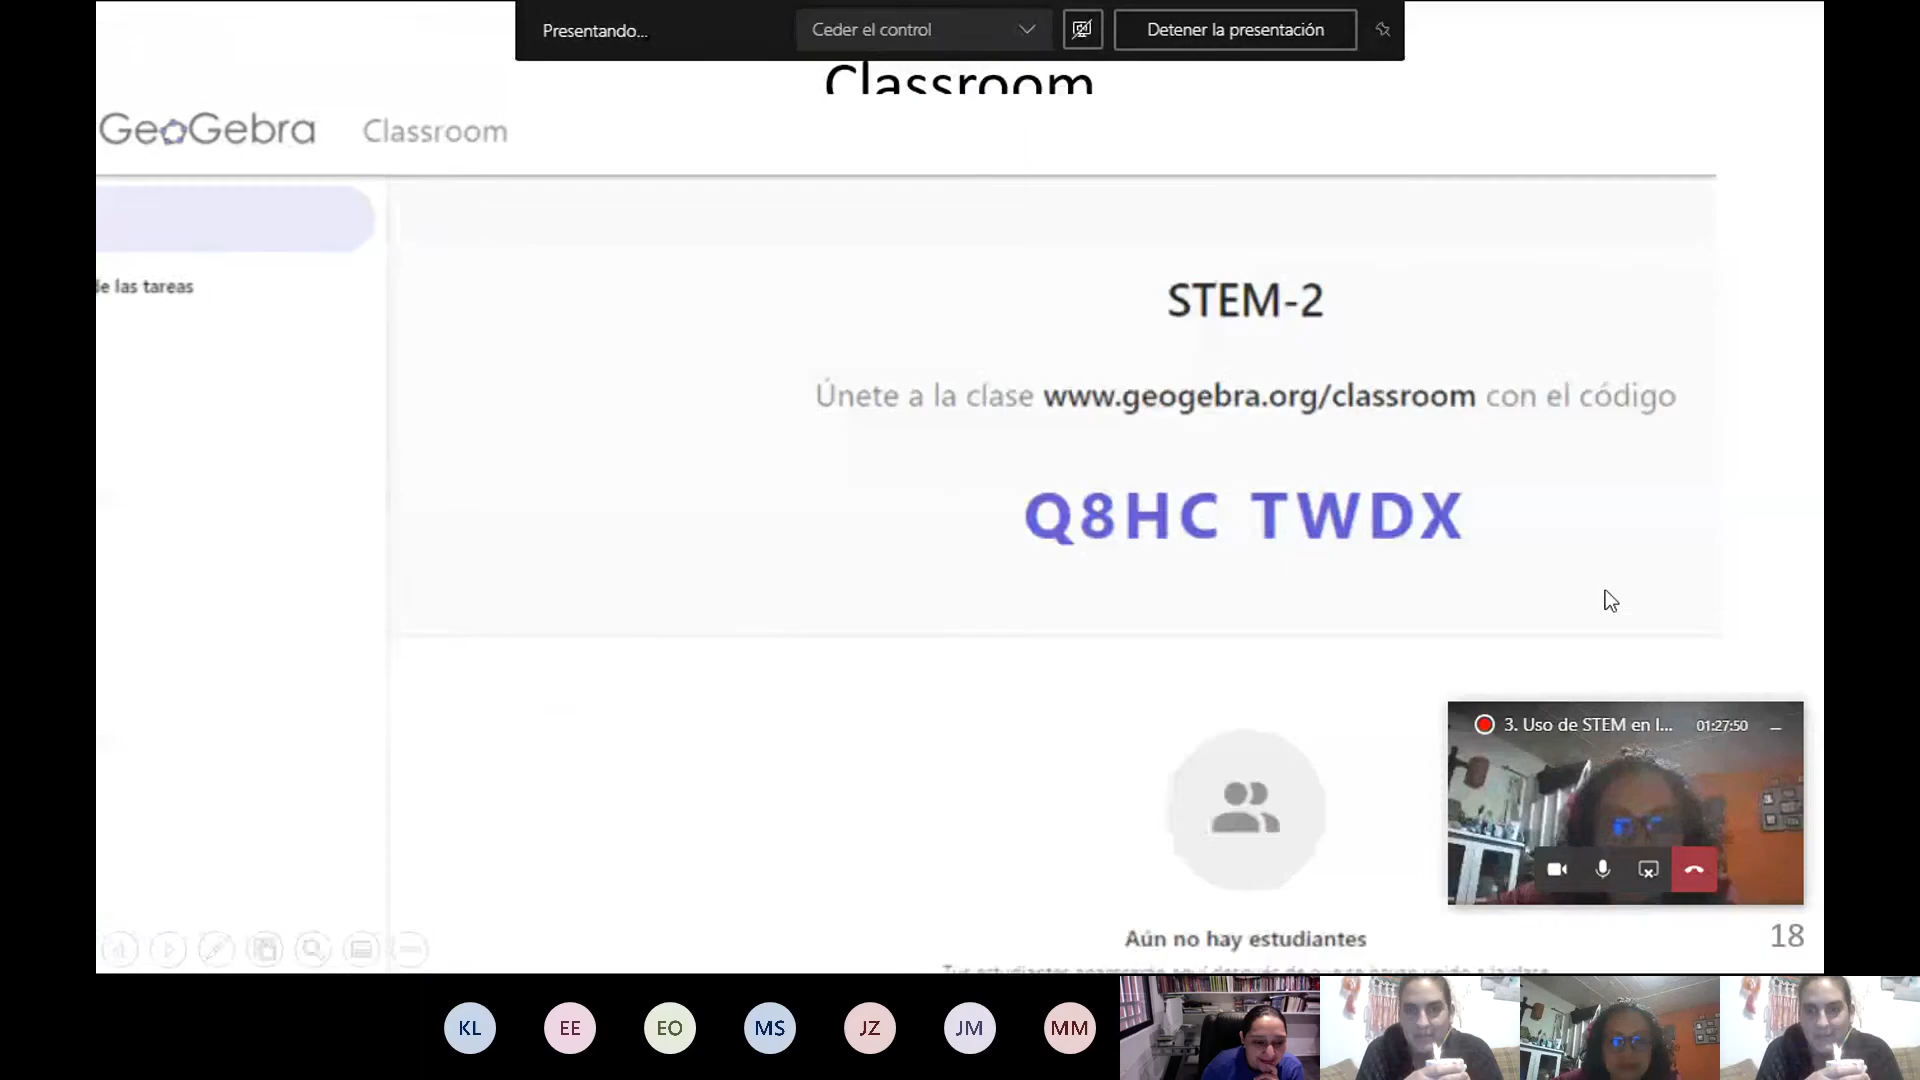 Presentando...
Ceder el control
Detener la presentación
Classroom
GeoGebra Classroom
de las tareas
STEM-2
Únete a la clase www.geogebra.org/classroom con el código
Q8HC TWDX
3. Uso de STEM en l... 01:27:50
Aún no hay estudiantes
18
KL
EE
EO
MS
JZ
JM
MM